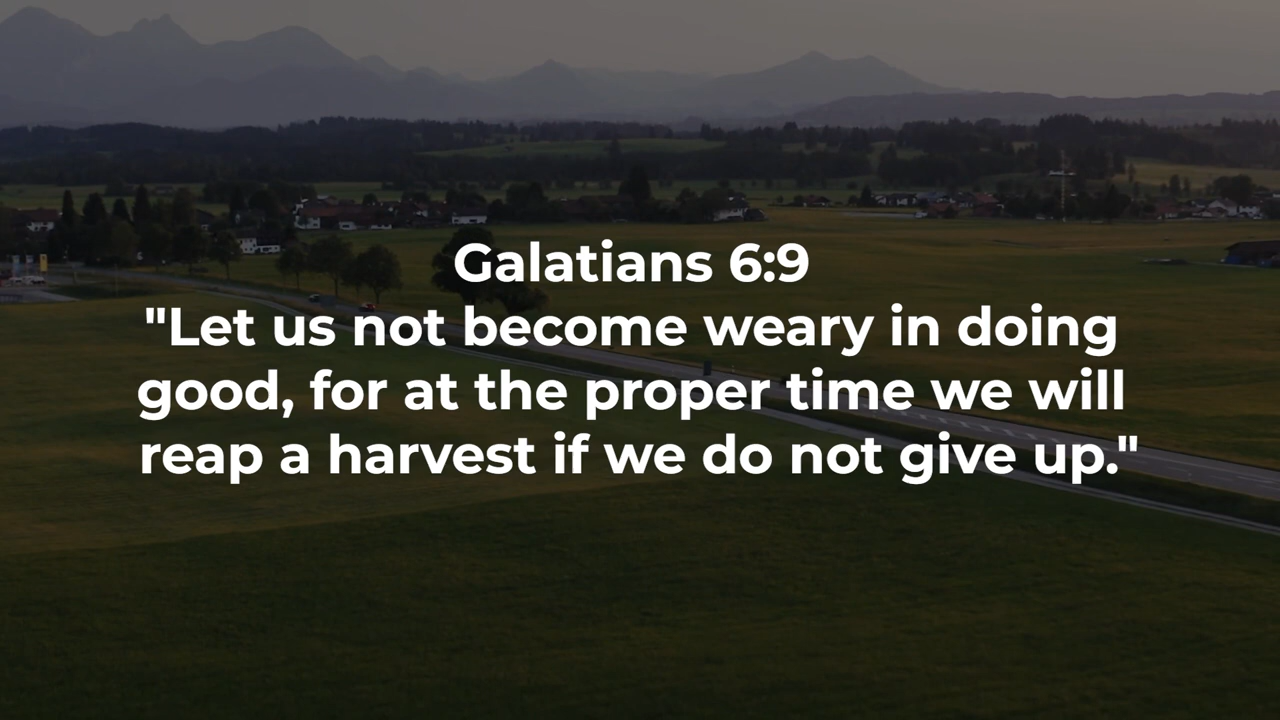 Galatians 6:9
"Let us not become weary in doing
good, for at the proper time we will
reap a harvest if we do not give up."